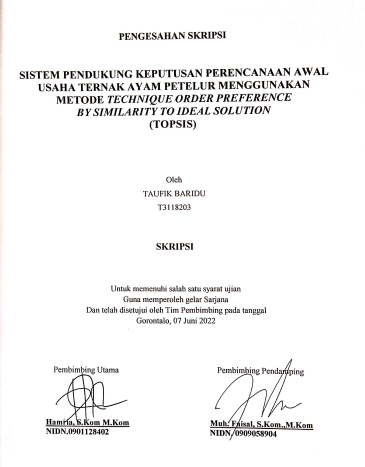 PENGESAHAN SKRIPSI
SISTEM PENDUKUNG KEPUTUSAN PERENCANAAN AWAL
USAHA TERNAK AYAM PETELUR MENGGUNAKAN
METODE TECHNIQUE ORDER PREFERENCE
BY SIMILARITY TO IDEAL SOLUTION
(TOPSIS)
Oleh
TAUFIK BARIDU
T3118203
SKRIPSI
Untuk memenuhi salah satu syarat ujian
Guna memperoleh gelar Sarjana
Dan telah disetujui oleh Tim Pembimbing pada tanggal
Gorontalo, 07 Juni 2022
Pembimbing Utama
Pembimbing Pendamping
Hamria, S.Kom M.Kom
Muh. Faisal, S.Kom.,M.Kom
NIDN.0901128402
NIDN. 0909058904